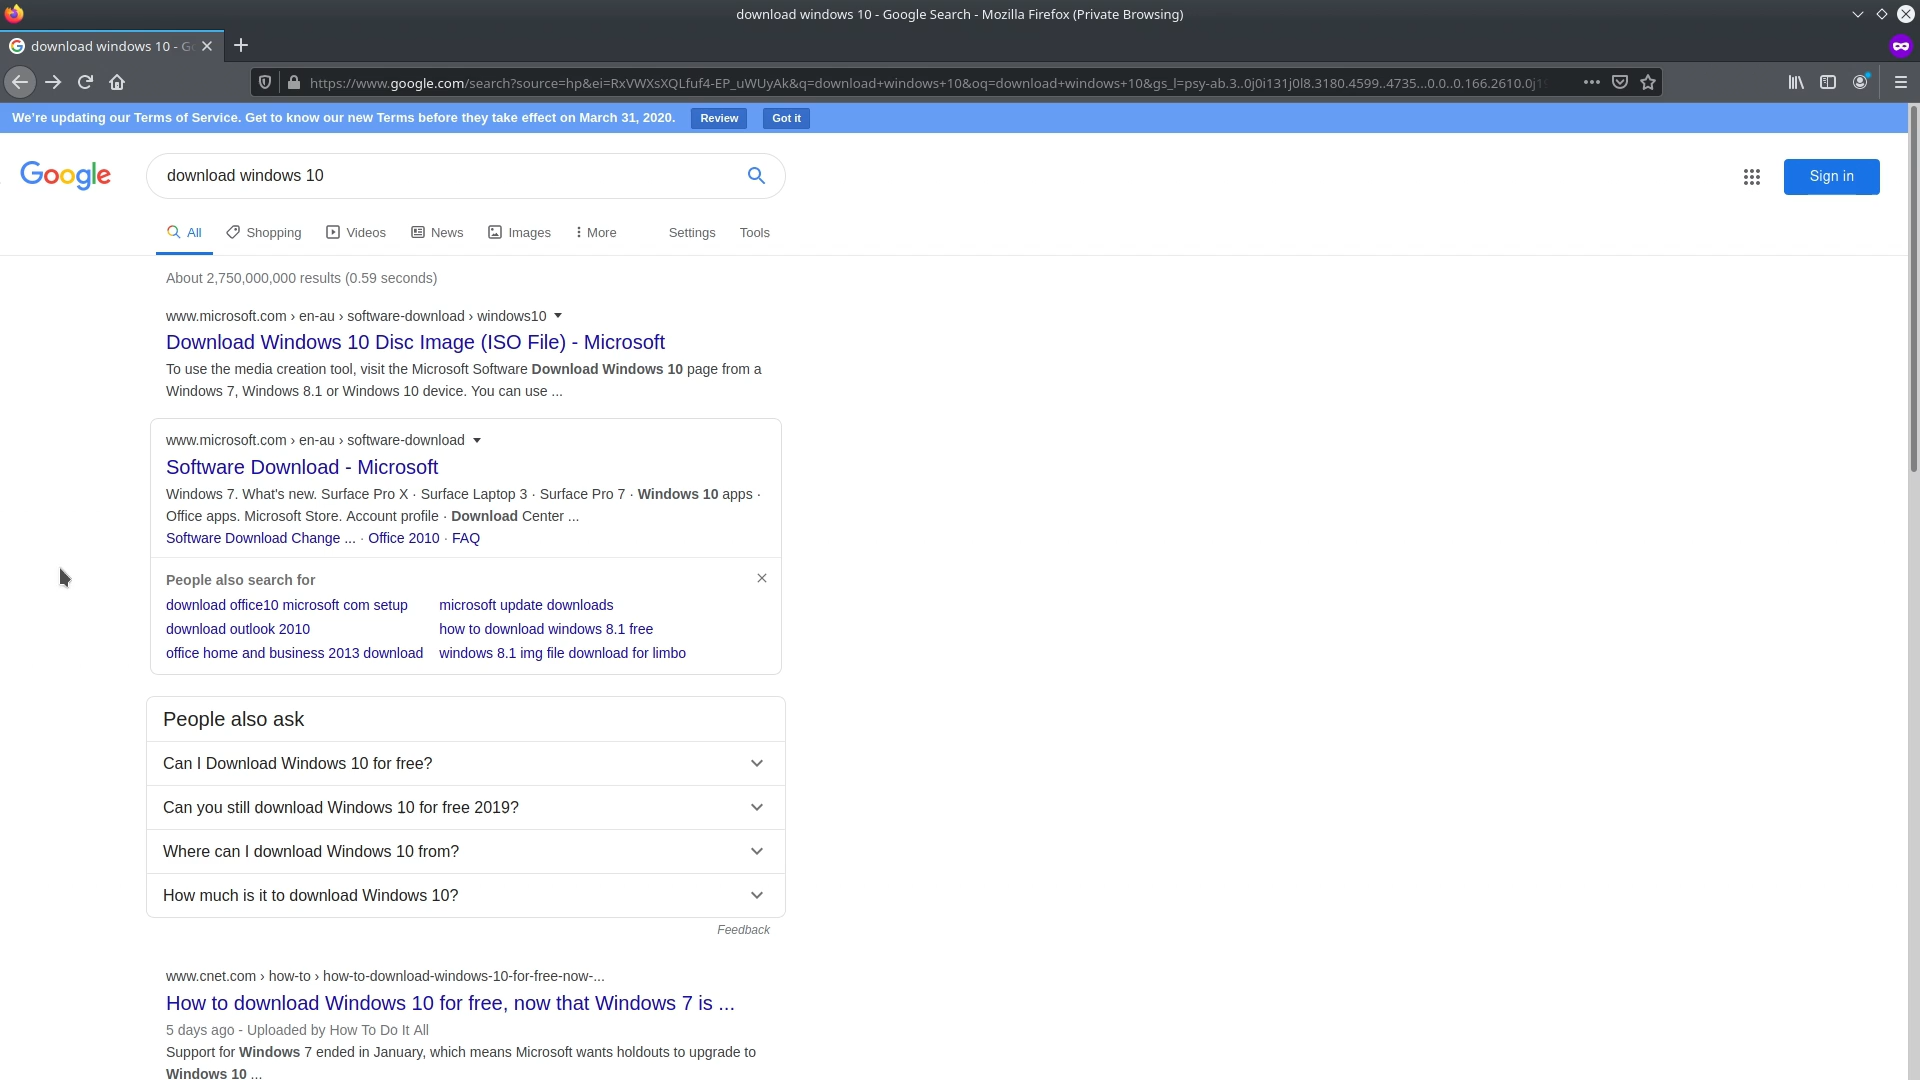 download windows 10 - Google Search - Mozilla Firefox (Private Browsing)
download windows 10 - G
https://www.google.com/search?source=hp&ei=RxVWXsXQLfuf4-EP_uWUyAk&q=download+windows+10&oq=download+windows+10&gs_l=psy-ab.3..0j0i131j0l8.3180.4599..4735...0.0..0.166.2610.0j1
We're updating our Terms of Service. Get to know our new Terms before they take effect on March 31, 2020. Review Got it
Google
download windows 10
Sign in
All Shopping Videos News Images More Settings Tools
About 2,750,000,000 results (0.59 seconds)
www.microsoft.com › en-au › software-download › windows10
Download Windows 10 Disc Image (ISO File) - Microsoft
To use the media creation tool, visit the Microsoft Software Download Windows 10 page from a
Windows 7, Windows 8.1 or Windows 10 device. You can use ...
www.microsoft.com › en-au › software-download
Software Download - Microsoft
Windows 7. What's new. Surface Pro X · Surface Laptop 3 · Surface Pro 7 · Windows 10 apps ·
Office apps. Microsoft Store. Account profile · Download Center ...
Software Download Change ... · Office 2010 · FAQ
People also search for
download office10 microsoft com setup microsoft update downloads
download outlook 2010 how to download windows 8.1 free
office home and business 2013 download windows 8.1 img file download for limbo
People also ask
Can I Download Windows 10 for free?
Can you still download Windows 10 for free 2019?
Where can I download Windows 10 from?
How much is it to download Windows 10?
Feedback
www.cnet.com › how-to › how-to-download-windows-10-for-free-now-...
How to download Windows 10 for free, now that Windows 7 is ...
5 days ago - Uploaded by How To Do It All
Support for Windows 7 ended in January, which means Microsoft wants holdouts to upgrade to
Windows 10 ...